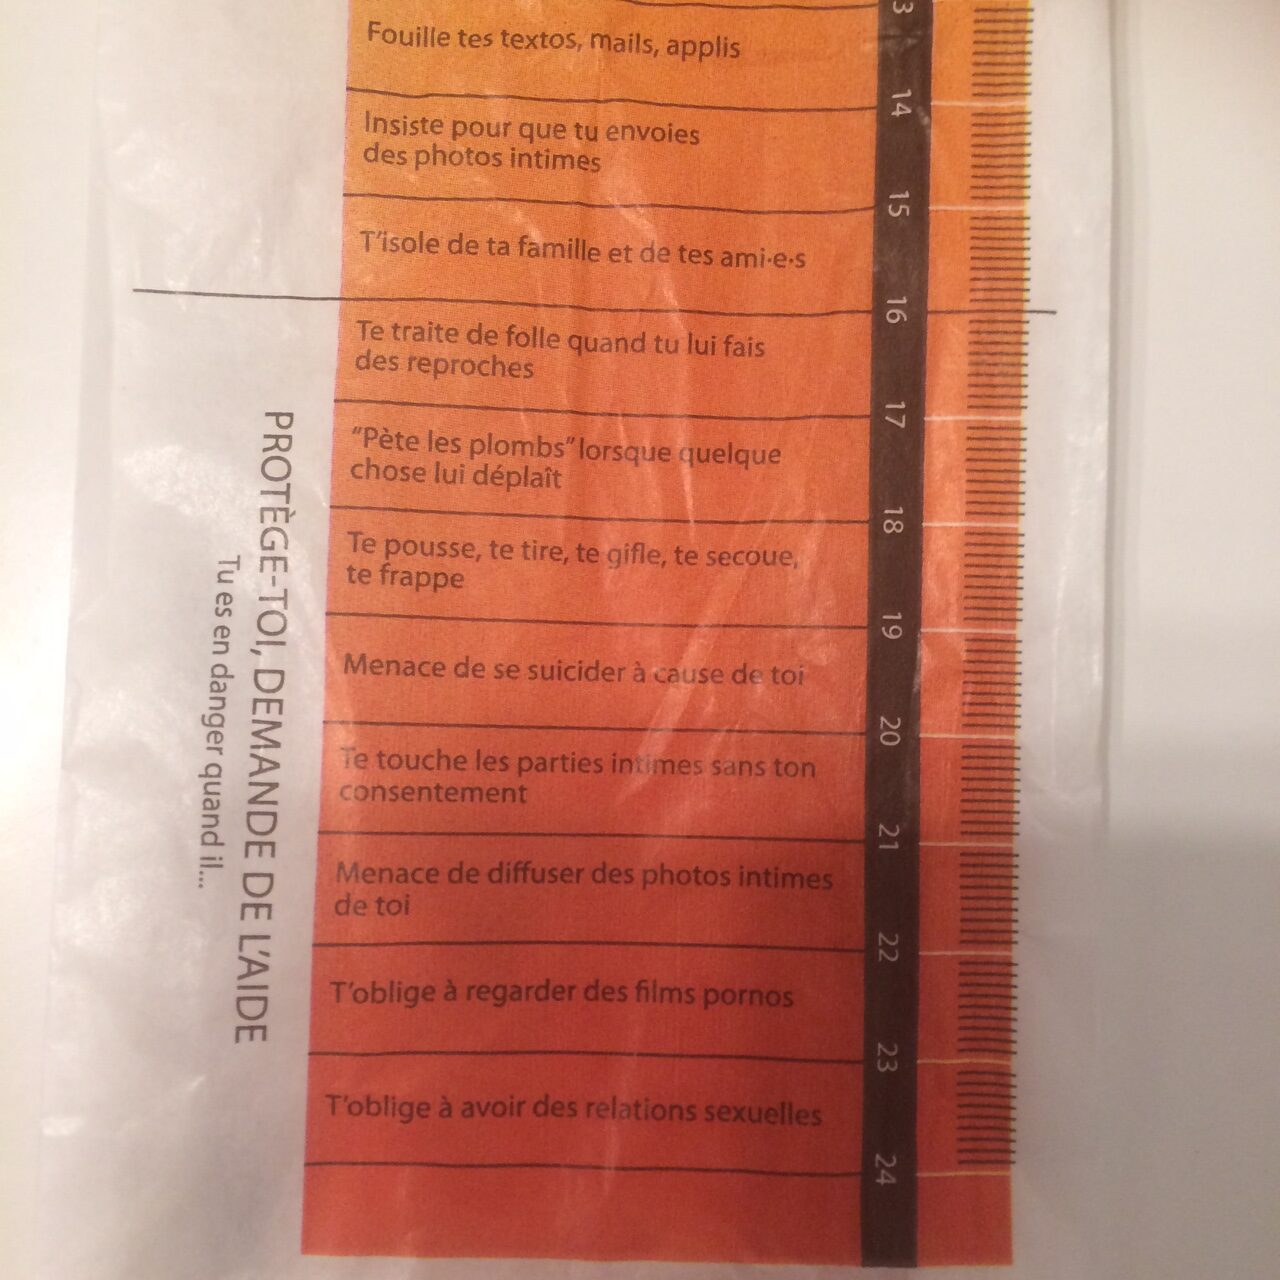 Fouille tes textos, mails, applis
Insiste pour que tu envoies
des photos intimes
T'isole de ta famille et de tes ami·e·s
Te traite de folle quand tu lui fais
des reproches
"Pète les plombs" lorsque quelque
chose lui déplaît
Te pousse, te tire, te gifle, te secoue,
te frappe
Menace de se suicider à cause de toi
Te touche les parties intimes sans ton
consentement
Menace de diffuser des photos intimes
de toi
T'oblige à regarder des films pornos
T'oblige à avoir des relations sexuelles
PROTÈGE-TOI, DEMANDE DE L'AIDE
Tu es en danger quand il...
14
15
16
17
18
19
20
21
22
23
24